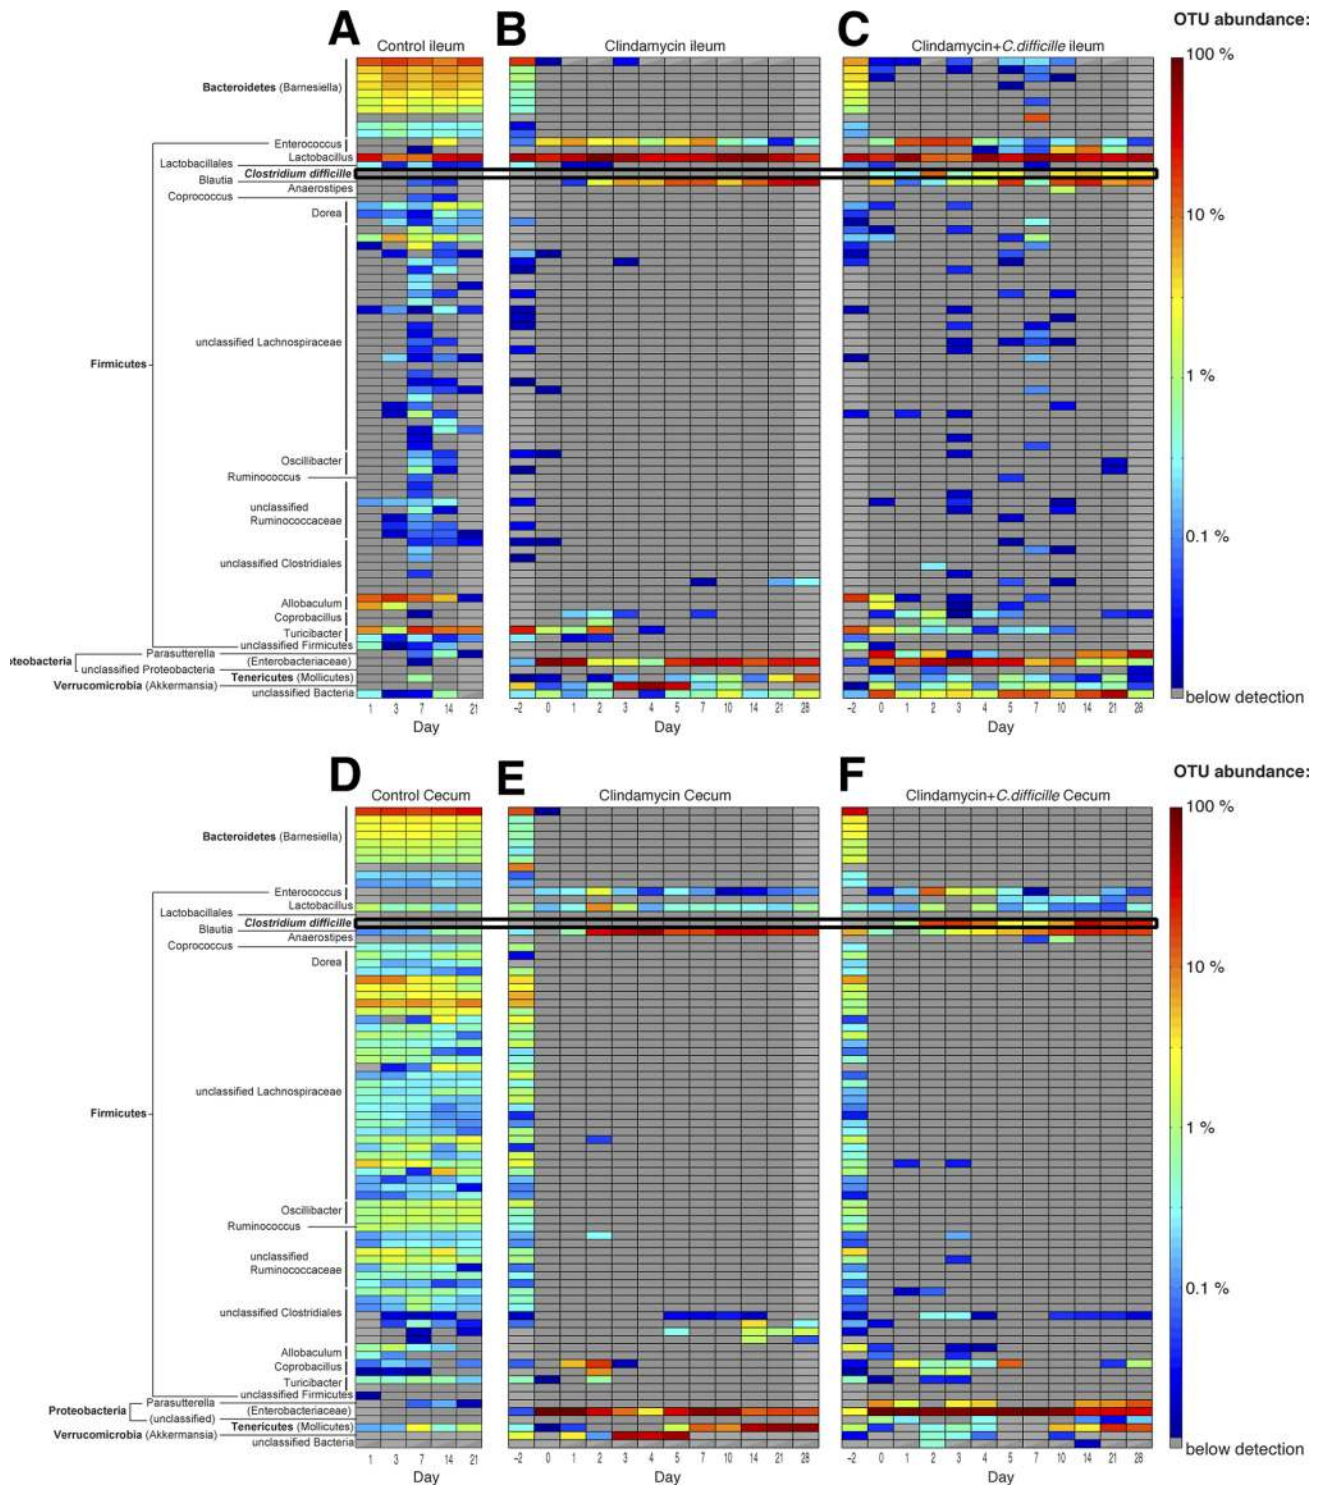 A
B
C
OTU abundance:
Control ileum
Clindamycin ileum
Clindamycin+C.difficille ileum
100 %
Bacteroidetes (Barnesiella)
Enterococcus
Lactobacillus
Lactobacillales
Clostridium difficille
Blautia
Anaerostipes
Coprococcus
Dorea
10 %
unclassified Lachnospiraceae
Firmicutes
1 %
Oscillibacter
Ruminococcus
unclassified
Ruminococcaceae
0.1 %
unclassified Clostridiales
Allobaculum
Coprobacillus
Turicibacter
unclassified Firmicutes
Parasutterella
oteobacteria
(Enterobacteriaceae)
unclassified Proteobacteria
Tenericutes (Mollicutes)
Verrucomicrobia (Akkermansia)
unclassified Bacteria
below detection
1 3 7 14 21
-2 0 1 2 3 4 5 7 10 14 21 28
-2 0 1 2 3 4 5 7 10 14 21 28
Day
Day
Day
D
E
F
OTU abundance:
Control Cecum
Clindamycin Cecum
Clindamycin+C.difficille Cecum
100 %
Bacteroidetes (Barnesiella)
Enterococcus
Lactobacillus
Lactobacillales
Clostridium difficille
Blautia
Anaerostipes
Coprococcus
Dorea
10 %
unclassified Lachnospiraceae
Firmicutes
1 %
Oscillibacter
Ruminococcus
unclassified
Ruminococcaceae
0.1 %
unclassified Clostridiales
Allobaculum
Coprobacillus
Turicibacter
unclassified Firmicutes
Parasutterella
Proteobacteria
(Enterobacteriaceae)
(unclassified)
Tenericutes (Mollicutes)
Verrucomicrobia (Akkermansia)
unclassified Bacteria
below detection
1 3 7 14 21
-2 0 1 2 3 4 5 7 10 14 21 28
-2 0 1 2 3 4 5 7 10 14 21 28
Day
Day
Day